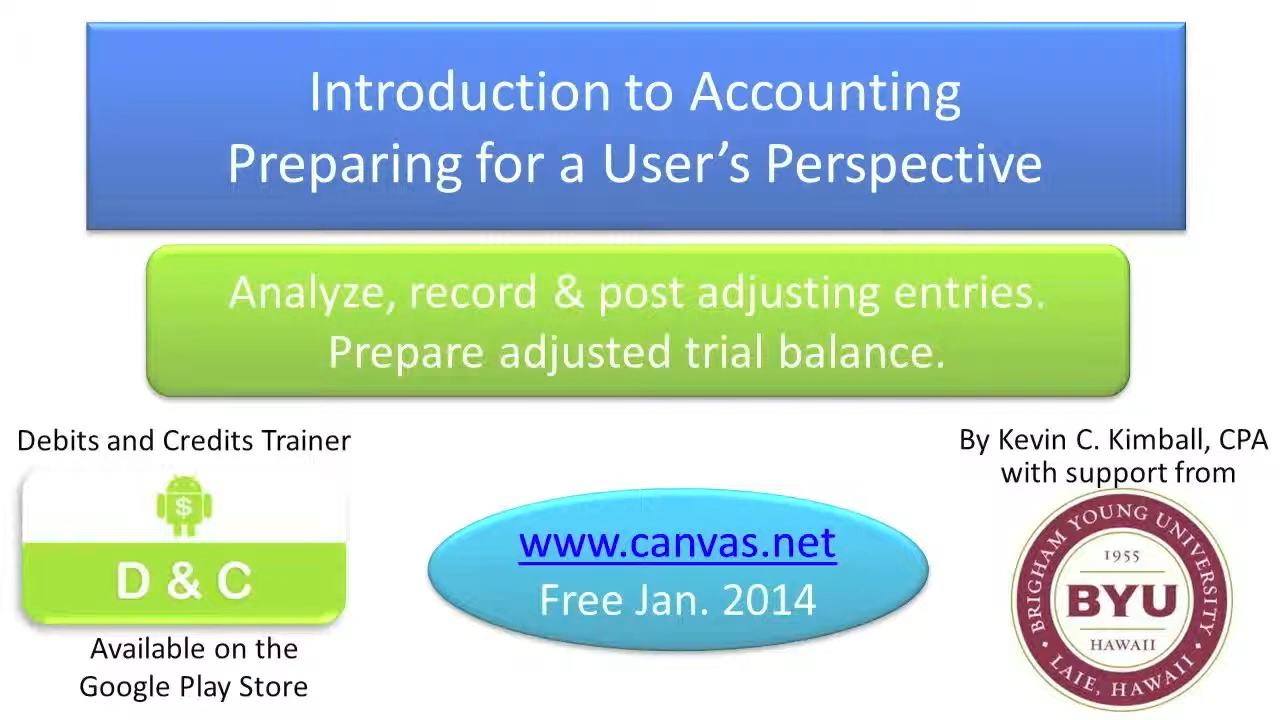 Introduction to Accounting
Preparing for a User’s Perspective
Analyze, record & post adjusting entries.
Prepare adjusted trial balance.
Debits and Credits Trainer
$
D & C
Available on the
Google Play Store
www.canvas.net
Free Jan. 2014
By Kevin C. Kimball, CPA
with support from
BRIGHAM YOUNG UNIVERSITY
1955
BYU
HAWAII
• LAIE, HAWAII •